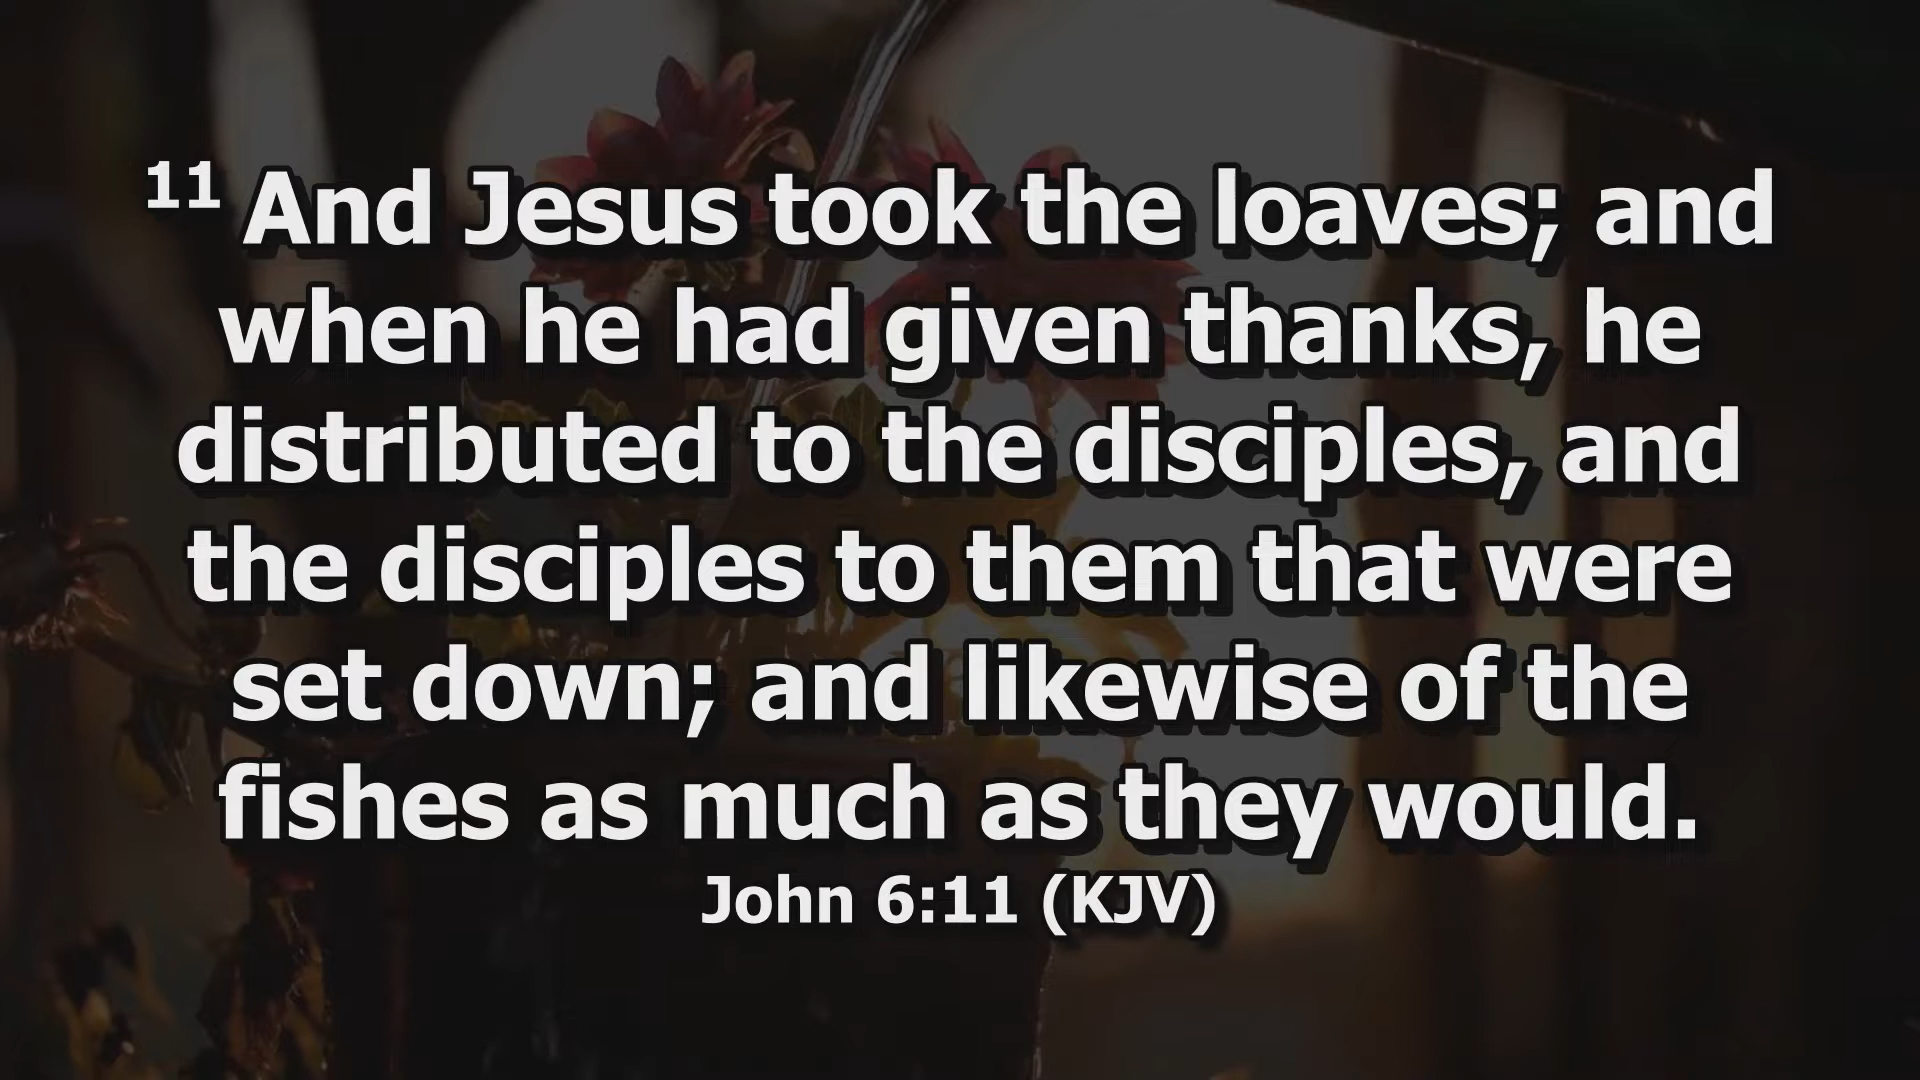 11 And Jesus took the loaves; and
when he had given thanks, he
distributed to the disciples, and
the disciples to them that were
set down; and likewise of the
fishes as much as they would.
John 6:11 (KJV)